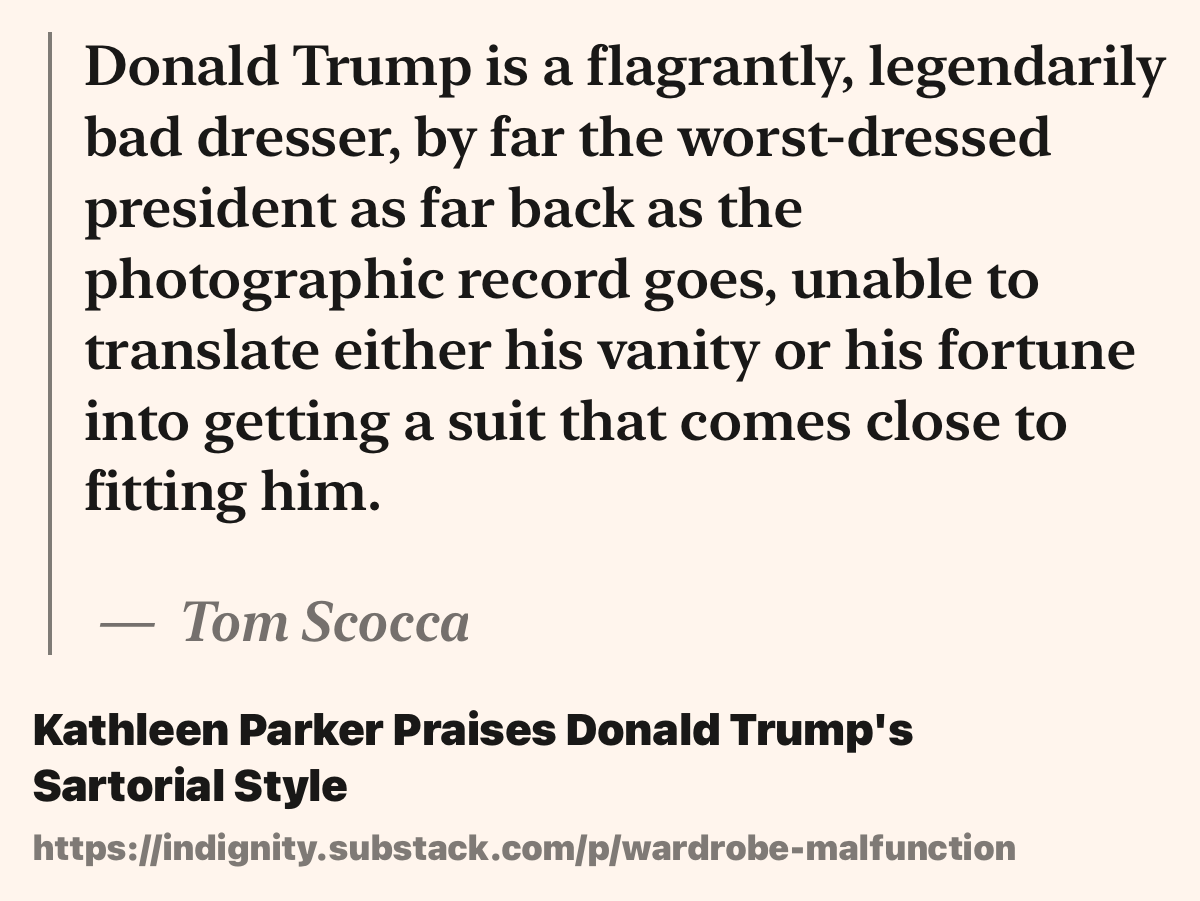 Donald Trump is a flagrantly, legendarily
bad dresser, by far the worst-dressed
president as far back as the
photographic record goes, unable to
translate either his vanity or his fortune
into getting a suit that comes close to
fitting him.
— Tom Scocca
Kathleen Parker Praises Donald Trump's
Sartorial Style
https://indignity.substack.com/p/wardrobe-malfunction